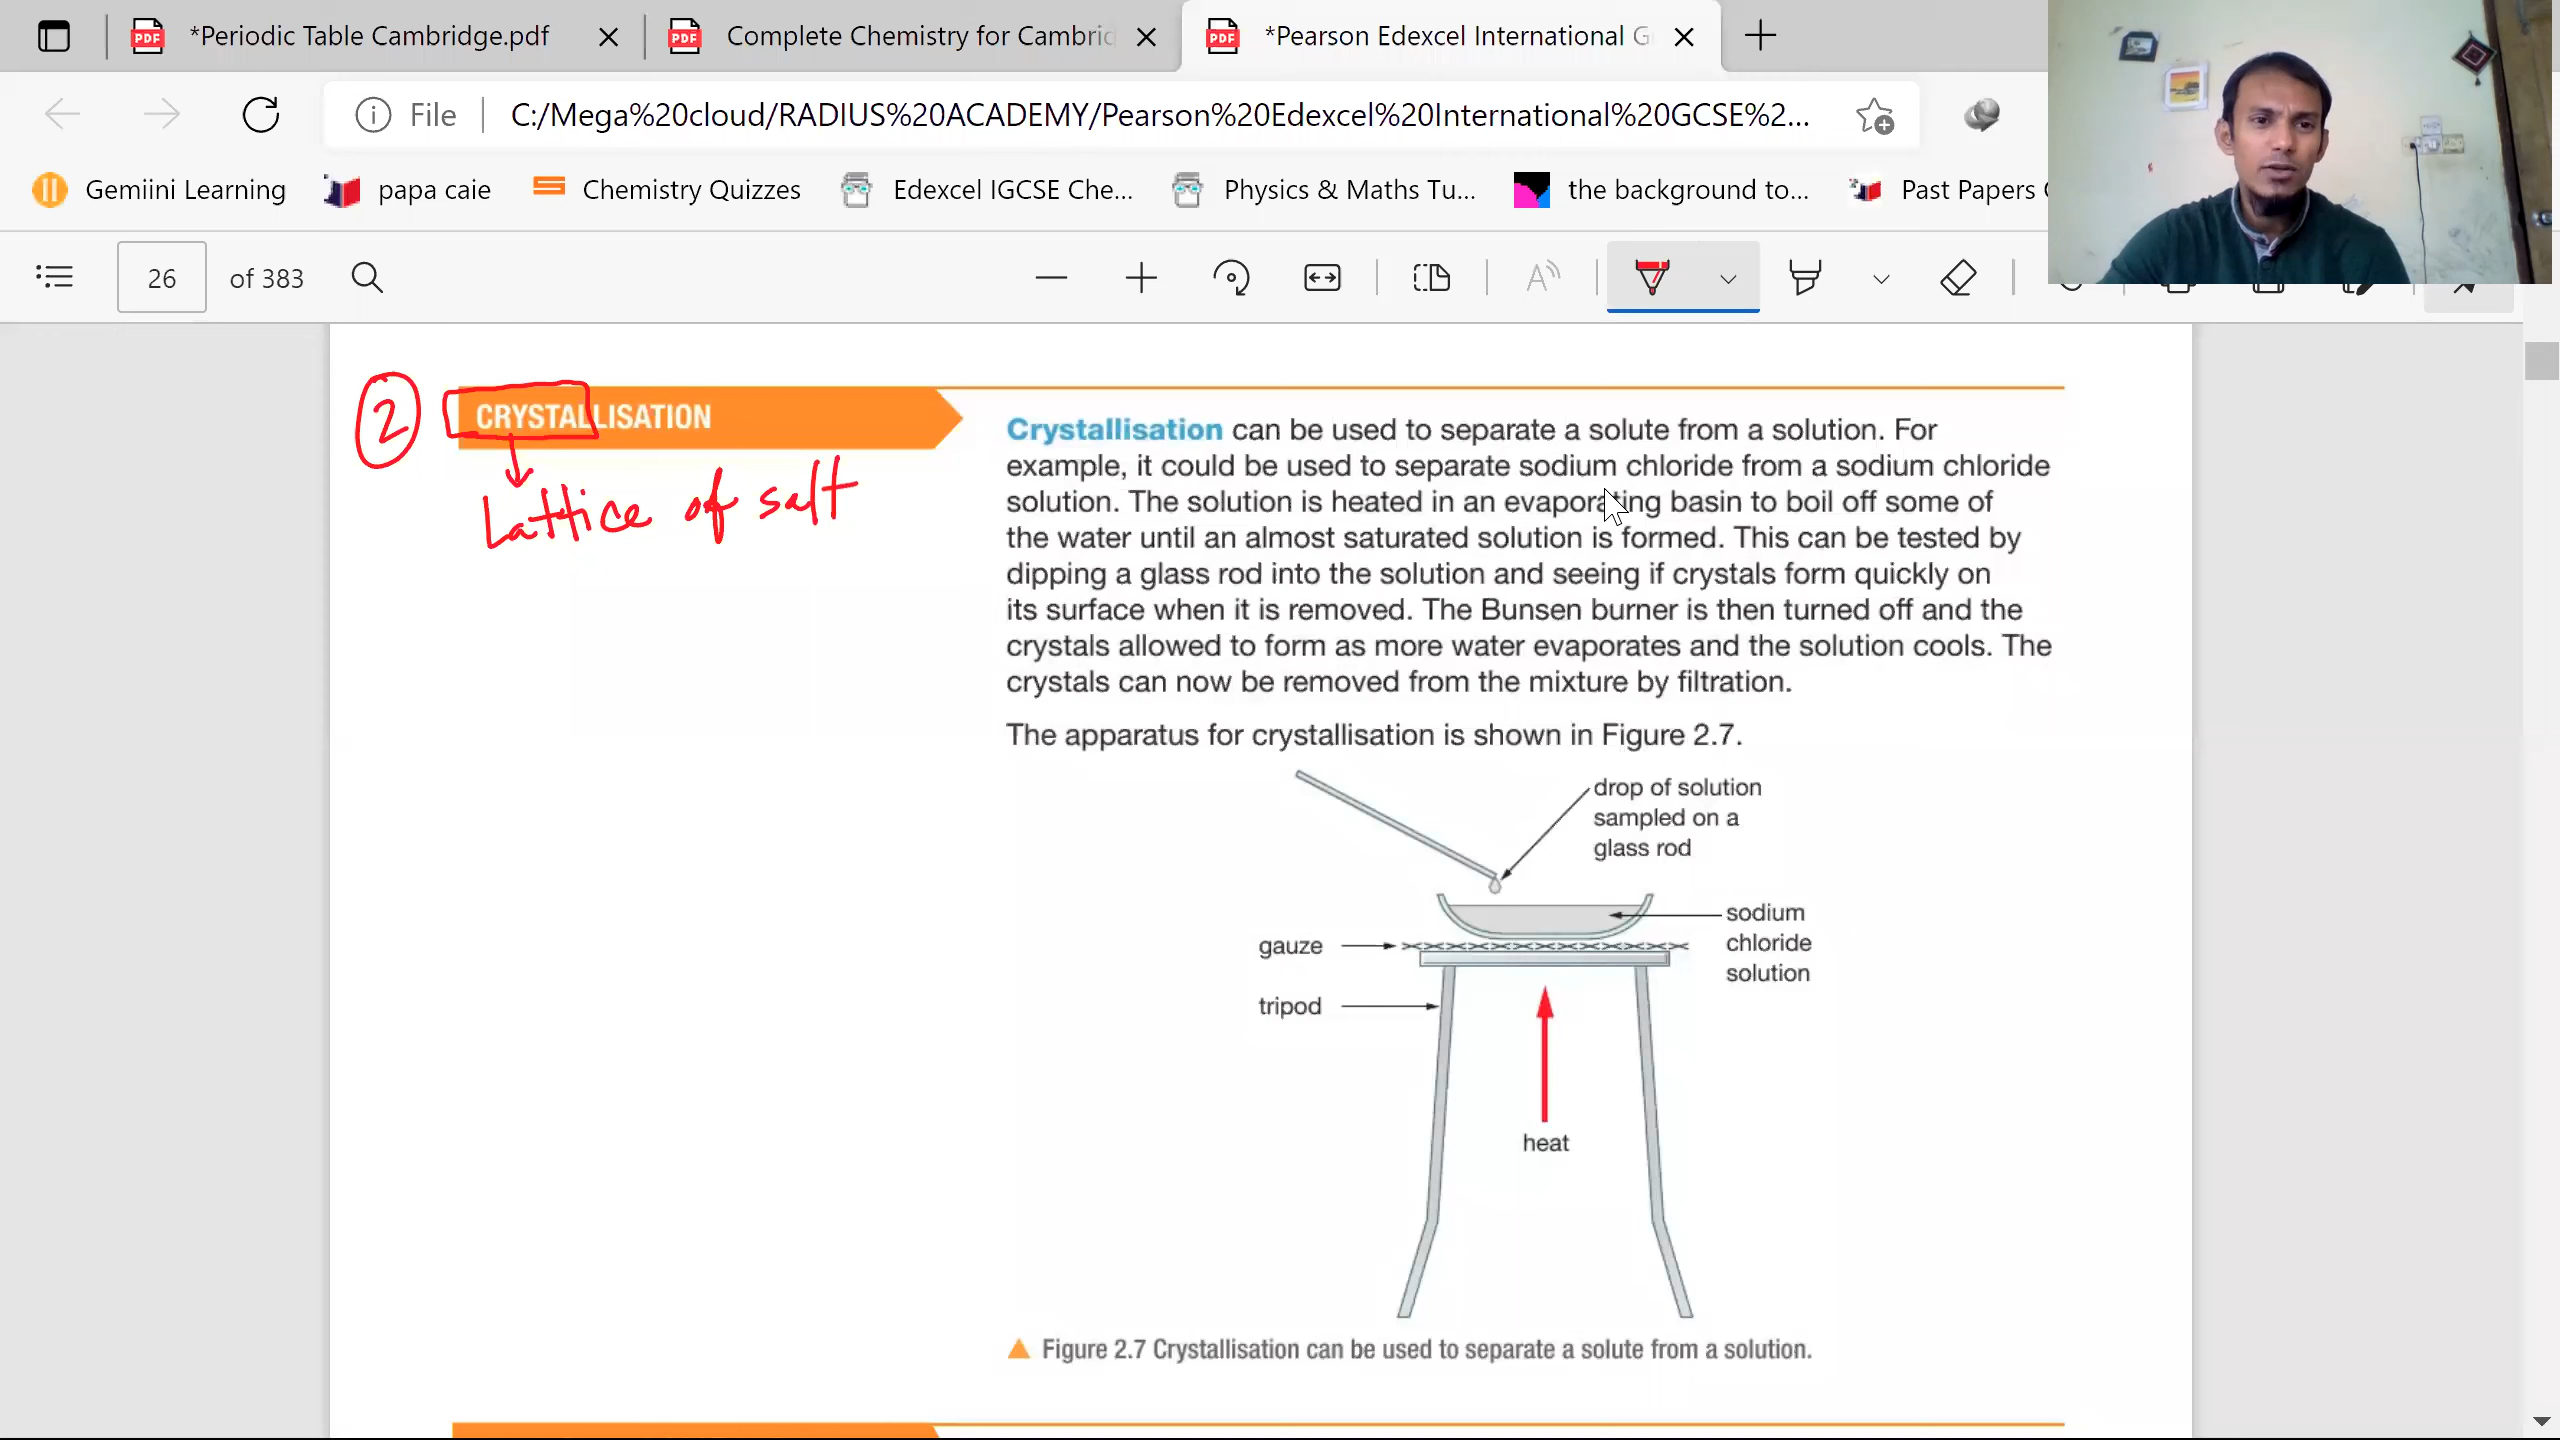 *Periodic Table Cambridge.pdf
Complete Chemistry for Cambric
*Pearson Edexcel International G
File
C:/Mega%20cloud/RADIUS%20ACADEMY/Pearson%20Edexcel%20International%20GCSE%2...
Gemiini Learning
papa caie
Chemistry Quizzes
Edexcel IGCSE Che...
Physics & Maths Tu...
the background to...
Past Papers
26 of 383
2
CRYSTALLISATION
Lattice of salt
Crystallisation can be used to separate a solute from a solution. For
example, it could be used to separate sodium chloride from a sodium chloride
solution. The solution is heated in an evaporating basin to boil off some of
the water until an almost saturated solution is formed. This can be tested by
dipping a glass rod into the solution and seeing if crystals form quickly on
its surface when it is removed. The Bunsen burner is then turned off and the
crystals allowed to form as more water evaporates and the solution cools. The
crystals can now be removed from the mixture by filtration.
The apparatus for crystallisation is shown in Figure 2.7.
drop of solution
sampled on a
glass rod
sodium
chloride
solution
gauze
tripod
heat
Figure 2.7 Crystallisation can be used to separate a solute from a solution.